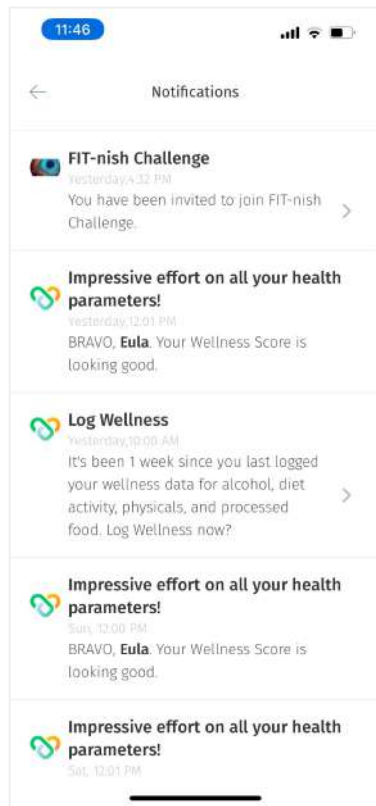 11:46
Notifications
FIT-nish Challenge
Yesterday,4:32 PM
You have been invited to join FIT-nish
Challenge.
Impressive effort on all your health
parameters!
Yesterday,12:01 PM
BRAVO, Eula. Your Wellness Score is
looking good.
Log Wellness
Yesterday,10:00 AM
It's been 1 week since you last logged
your wellness data for alcohol, diet
activity, physicals, and processed
food. Log Wellness now?
Impressive effort on all your health
parameters!
Sun, 12:00 PM
BRAVO, Eula. Your Wellness Score is
looking good.
Impressive effort on all your health
parameters!
Sat, 12:01 PM